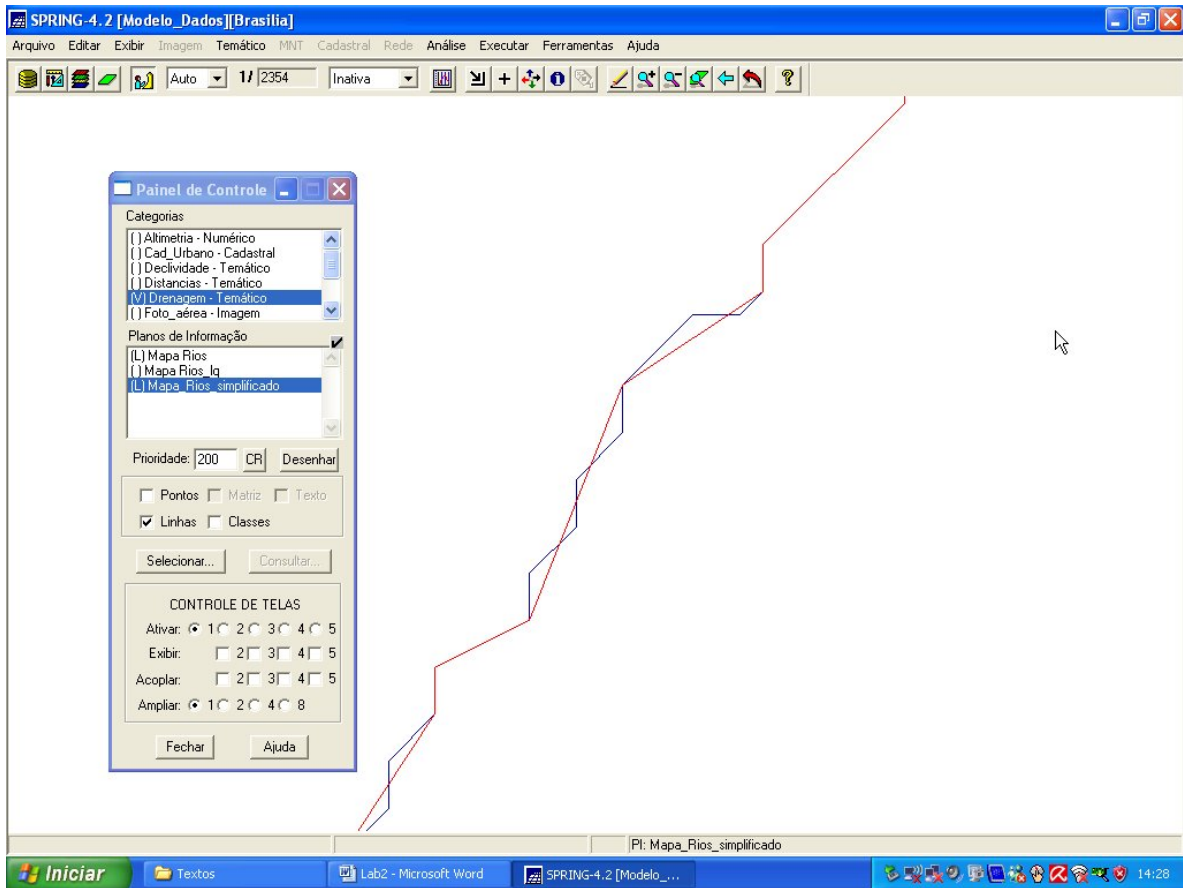 SPRING-4.2 [Modelo_Dados][Brasilia]
Arquivo Editar Exibir Imagem Temático MNT Cadastral Rede Análise Executar Ferramentas Ajuda
Auto 1/ 2354 Inativa
Painel de Controle
Categorias
( ) Altimetria - Numérico
( ) Cad_Urbano - Cadastral
( ) Declividade - Temático
( ) Distancias - Temático
(V) Drenagem - Temático
( ) Foto_aérea - Imagem
Planos de Informação
(L) Mapa Rios
( ) Mapa Rios_lq
(L) Mapa_Rios_simplificado
Prioridade: 200 CR Desenhar
Pontos Matriz Texto
Linhas Classes
Selecionar... Consultar...
CONTROLE DE TELAS
Ativar: 1 2 3 4 5
Exibir: 2 3 4 5
Acoplar: 2 3 4 5
Ampliar: 1 2 4 8
Fechar Ajuda
PI: Mapa_Rios_simplificado
Iniciar Textos Lab2 - Microsoft Word SPRING-4.2 [Modelo_... 14:28